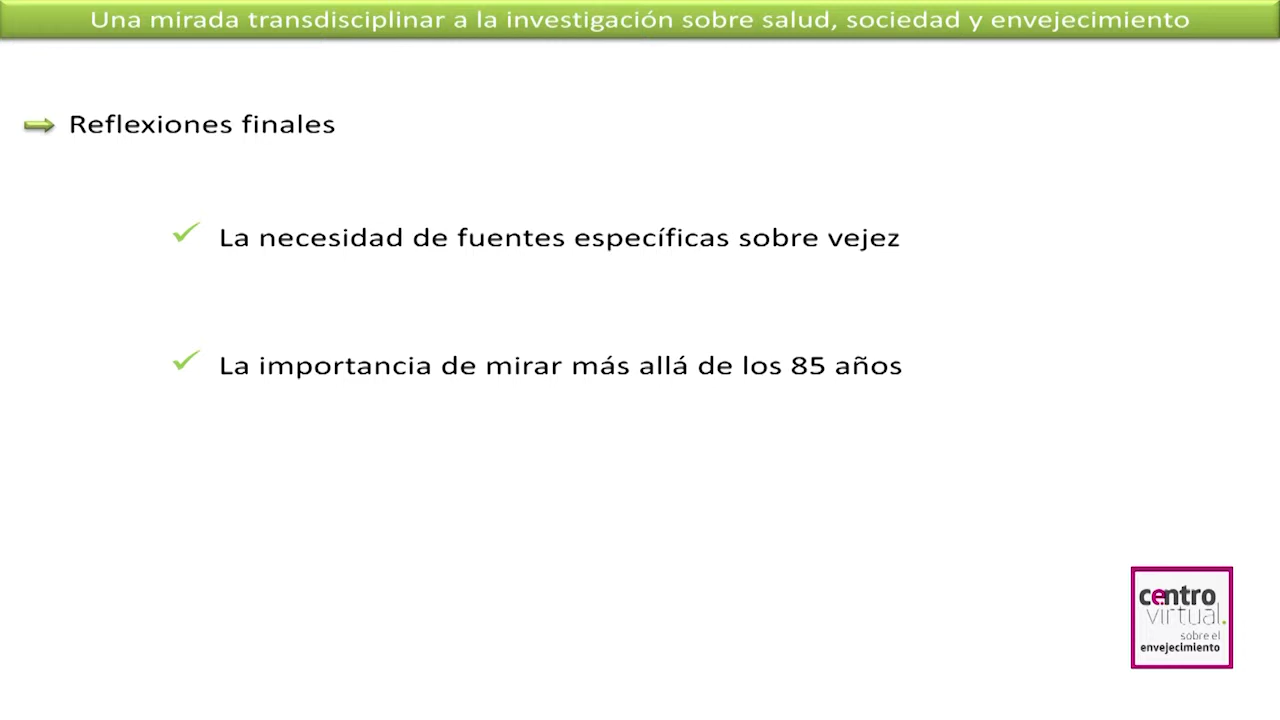 Una mirada transdisciplinar a la investigación sobre salud, sociedad y envejecimiento
Reflexiones finales
La necesidad de fuentes específicas sobre vejez
La importancia de mirar más allá de los 85 años
centro
virtual.
sobre el
envejecimiento